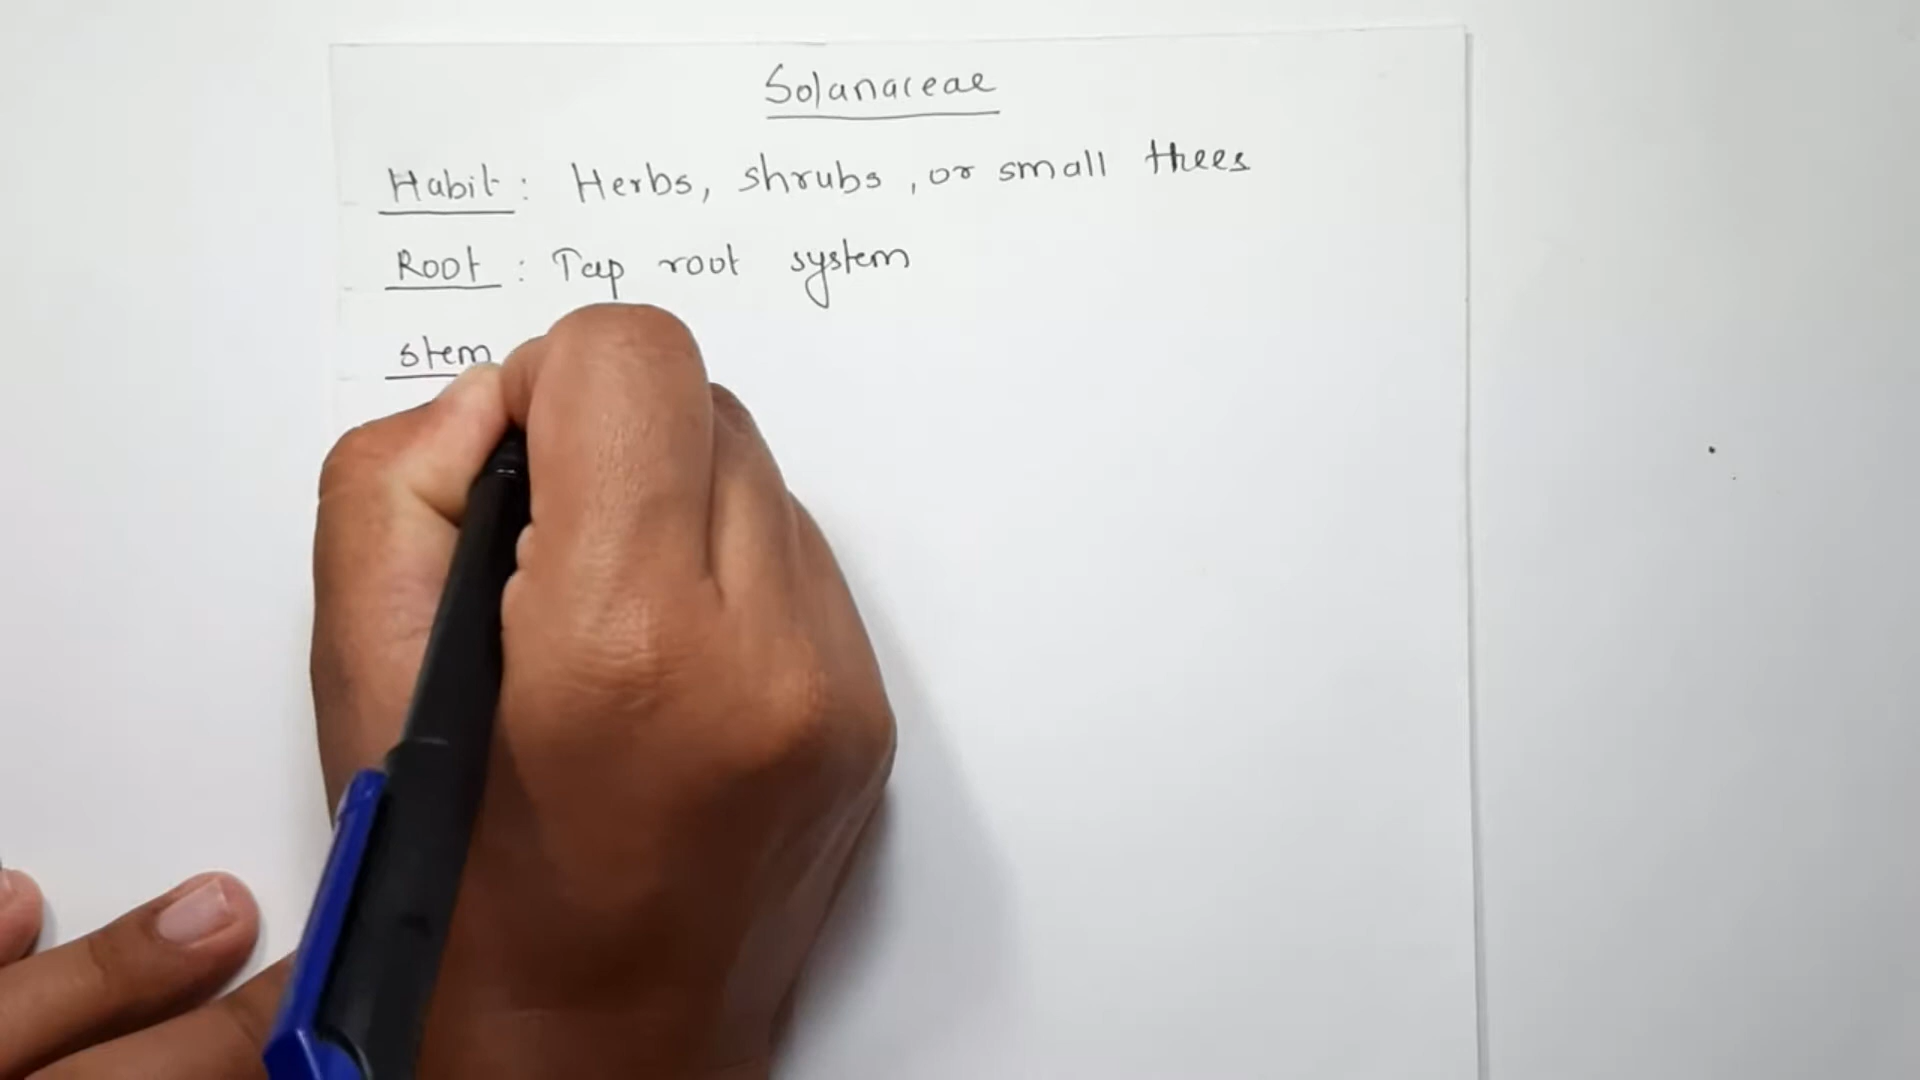 Solanaceae
Habit : Herbs, shrubs , or small trees
Root : Tap root system
stem